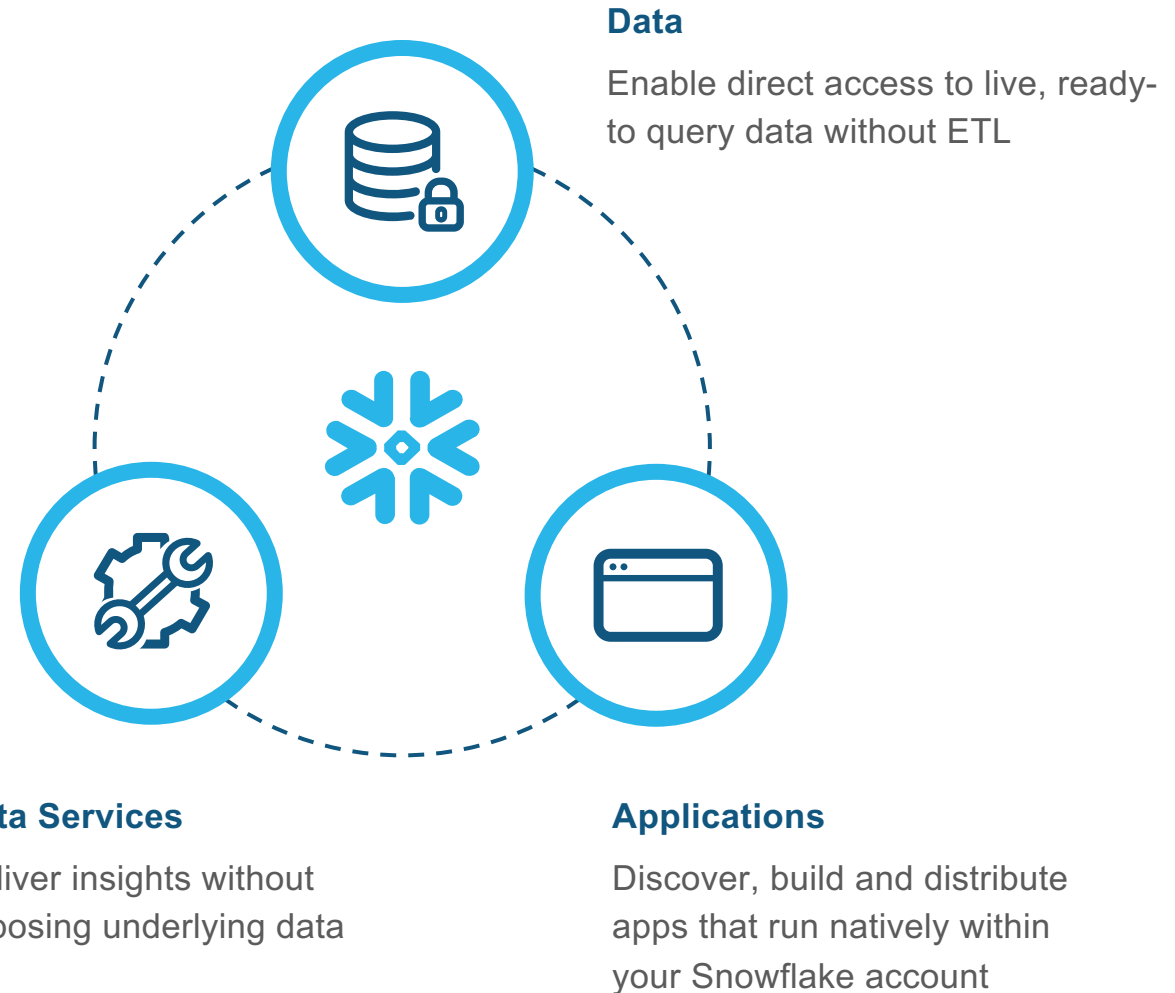 Data
Enable direct access to live, ready-
to query data without ETL
ta Services
liver insights without
posing underlying data
Applications
Discover, build and distribute
apps that run natively within
your Snowflake account